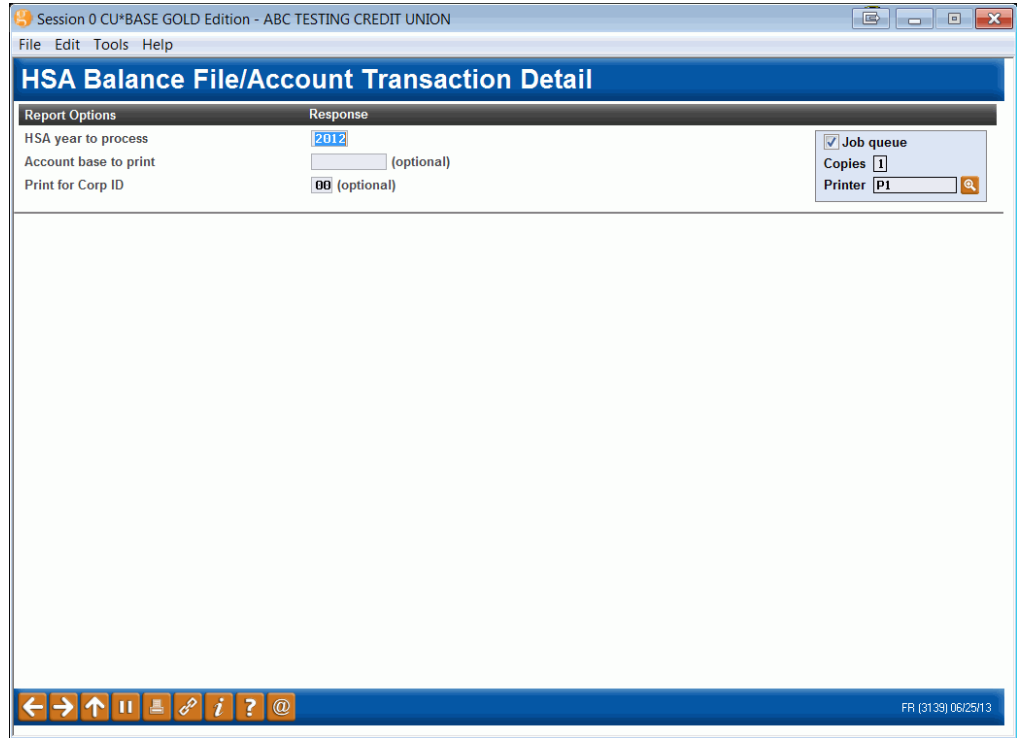 Session 0 CU*BASE GOLD Edition - ABC TESTING CREDIT UNION
File Edit Tools Help
HSA Balance File/Account Transaction Detail
Report Options Response
HSA year to process 2012
Job queue
Account base to print (optional)
Copies 1
Print for Corp ID 00 (optional)
Printer P1
i ? @
FR (3139) 06/25/13